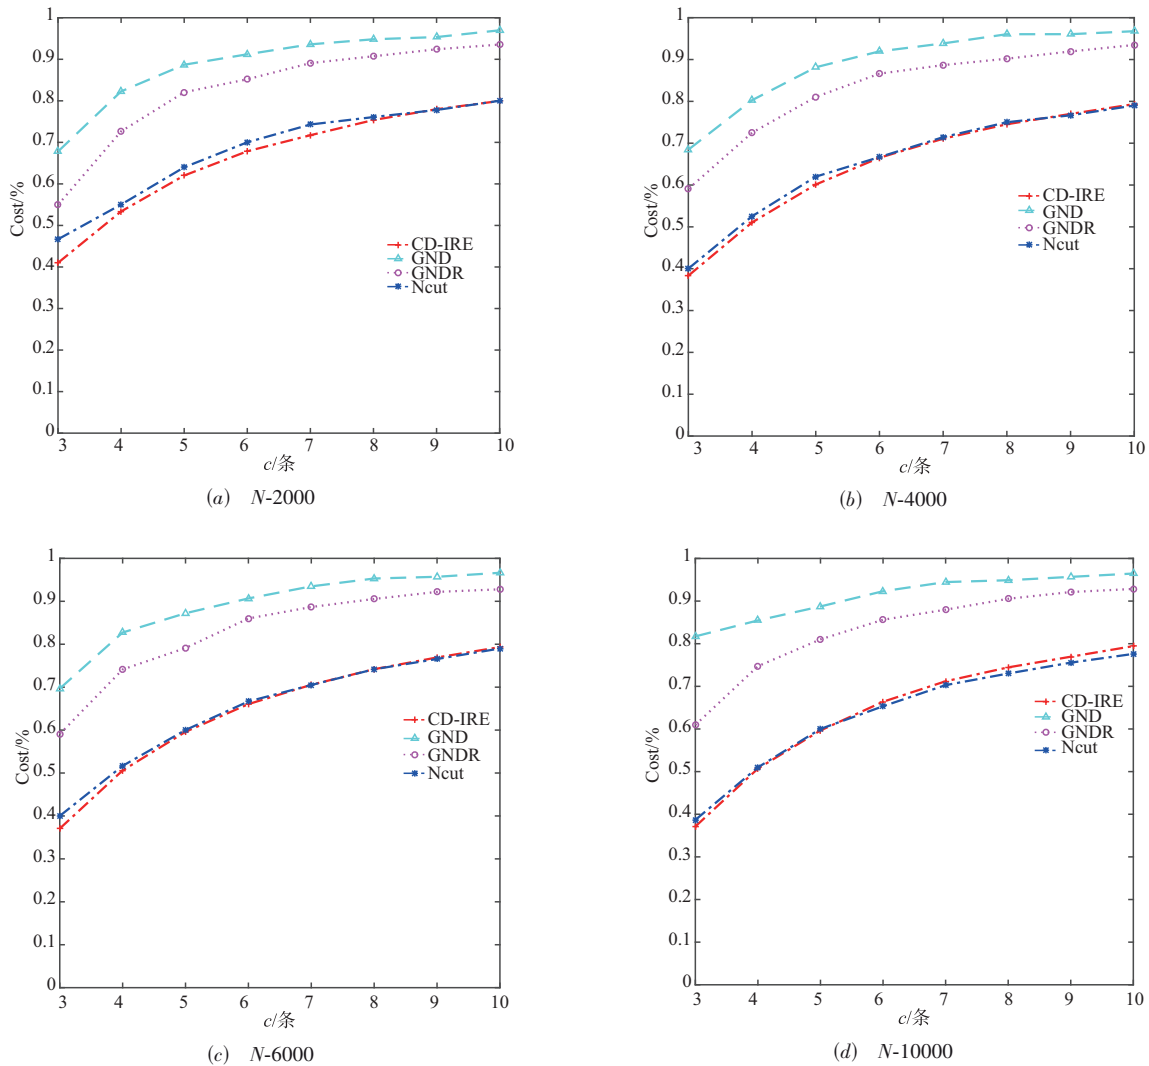 1
0.9
0.8
0.7
0.6
0.5
0.4
0.3
0.2
0.1
0
Cost/%
CD-IRE
GND
GNDR
Ncut
3 4 5 6 7 8 9 10
c/条
(a) N-2000
1
0.9
0.8
0.7
0.6
0.5
0.4
0.3
0.2
0.1
0
Cost/%
CD-IRE
GND
GNDR
Ncut
3 4 5 6 7 8 9 10
c/条
(b) N-4000
1
0.9
0.8
0.7
0.6
0.5
0.4
0.3
0.2
0.1
0
Cost/%
CD-IRE
GND
GNDR
Ncut
3 4 5 6 7 8 9 10
c/条
(c) N-6000
1
0.9
0.8
0.7
0.6
0.5
0.4
0.3
0.2
0.1
0
Cost/%
CD-IRE
GND
GNDR
Ncut
3 4 5 6 7 8 9 10
c/条
(d) N-10000